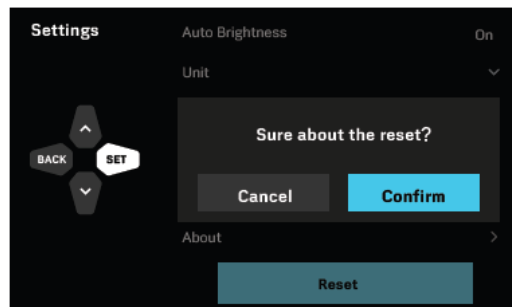 Settings
Auto Brightness On
Unit
BACK SET
Sure about the reset?
Cancel Confirm
About
Reset